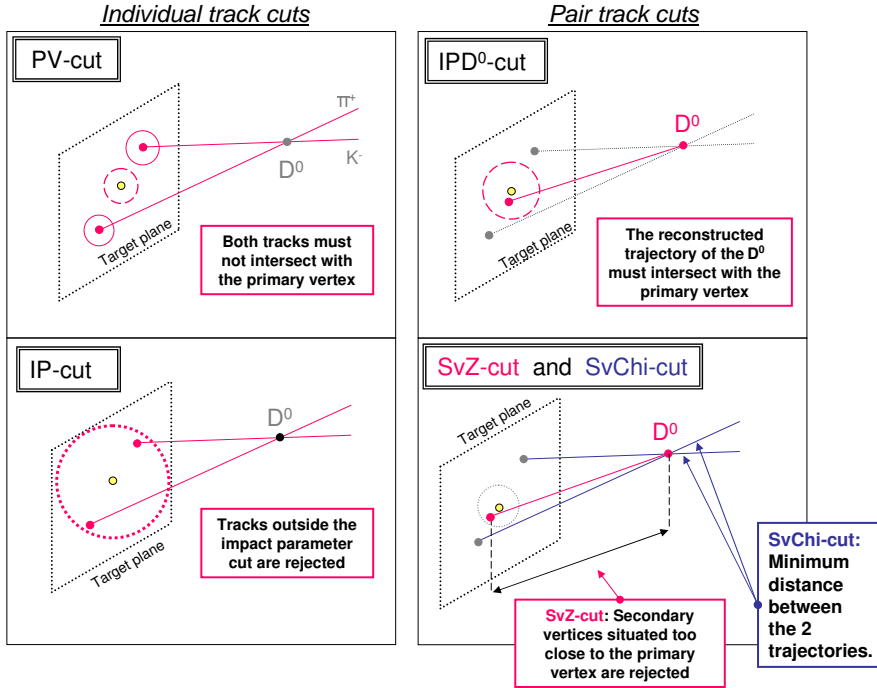 Individual track cuts
PV-cut
π⁺
K⁻
D⁰
Target plane
Both tracks must
not intersect with
the primary vertex
IP-cut
D⁰
Tracks outside the
impact parameter
cut are rejected
Target plane
Pair track cuts
IPD⁰-cut
D⁰
Target plane
The reconstructed
trajectory of the D⁰
must intersect with the
primary vertex
SvZ-cut and SvChi-cut
Target plane
D⁰
SvZ-cut: Secondary
vertices situated too
close to the primary
vertex are rejected
SvChi-cut:
Minimum
distance
between
the 2
trajectories.